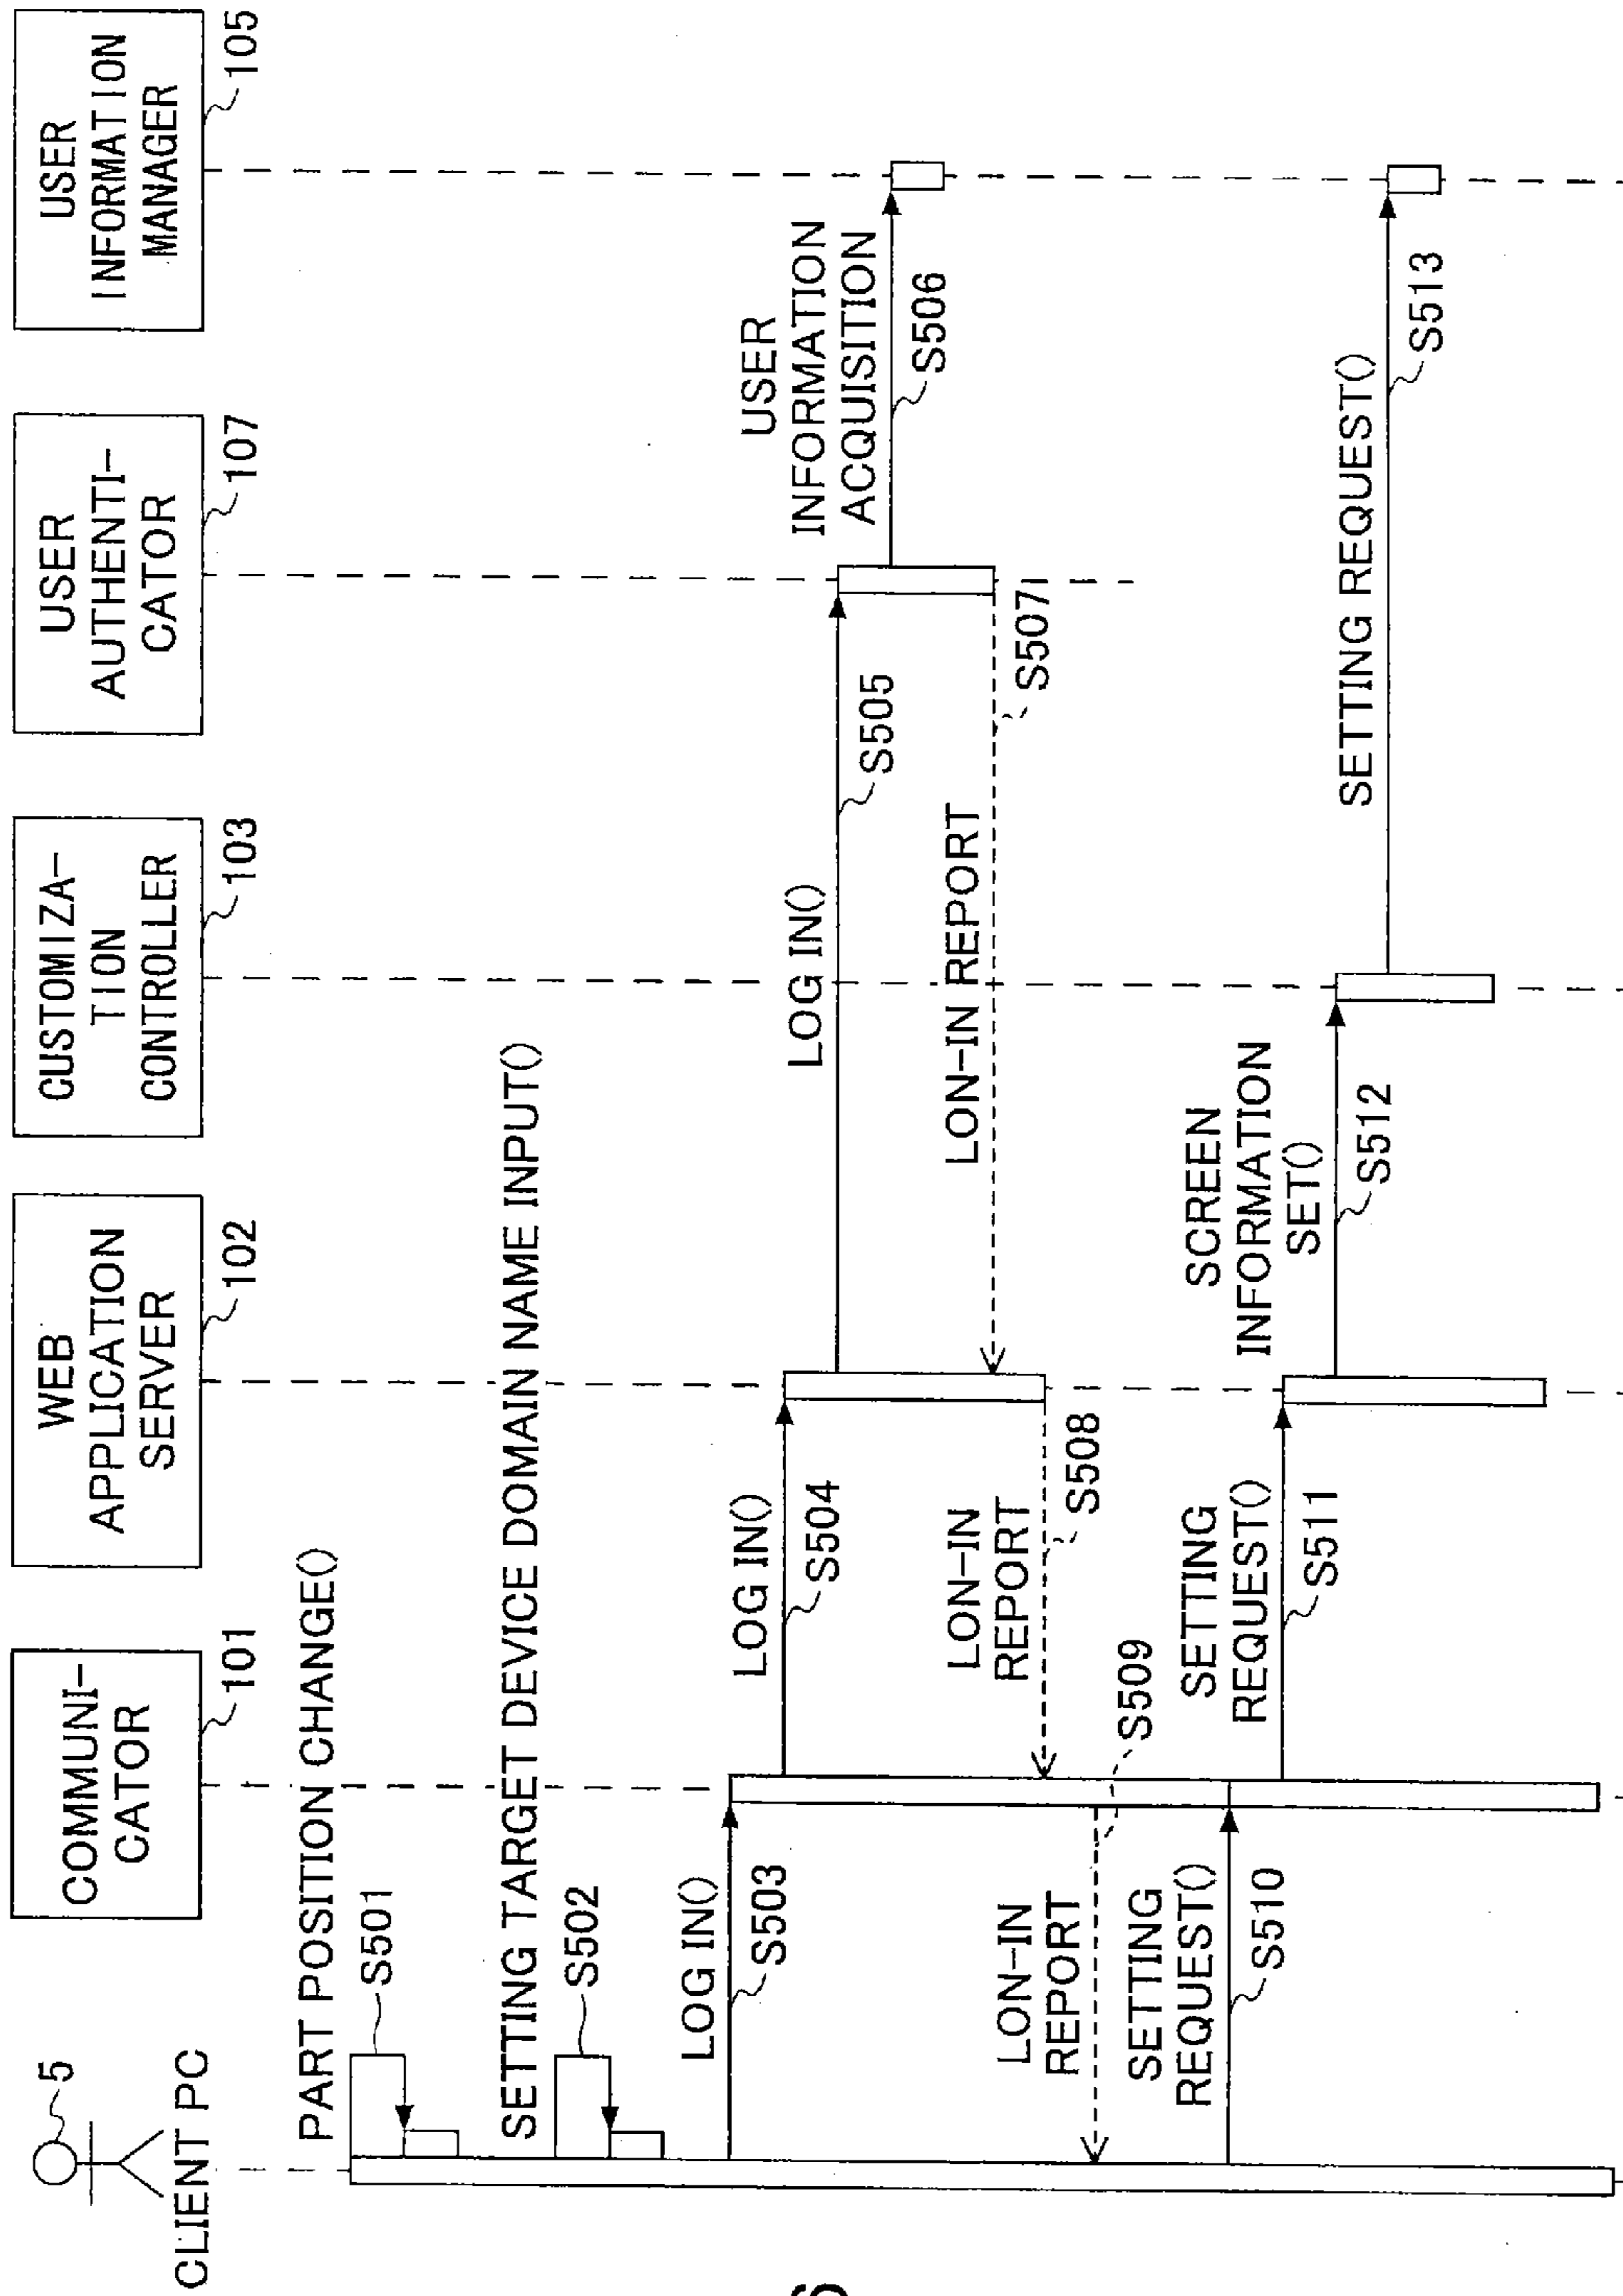 5
CLIENT PC
COMMUNI-
CATOR
101
WEB
APPLICATION
SERVER
102
CUSTOMIZA-
TION
CONTROLLER
103
USER
AUTHENTI-
CATOR
107
USER
INFORMATION
MANAGER
105
PART POSITION CHANGE()
S501
SETTING TARGET DEVICE DOMAIN NAME INPUT()
S502
LOG IN()
S503
LOG IN()
S504
LOG IN()
S505
USER
INFORMATION
ACQUISITION
S506
LON-IN REPORT
S507
LON-IN
REPORT
S508
LON-IN
REPORT
S509
SETTING
REQUEST()
S510
SETTING
REQUEST()
S511
SCREEN
INFORMATION
SET()
S512
SETTING REQUEST()
S513
6